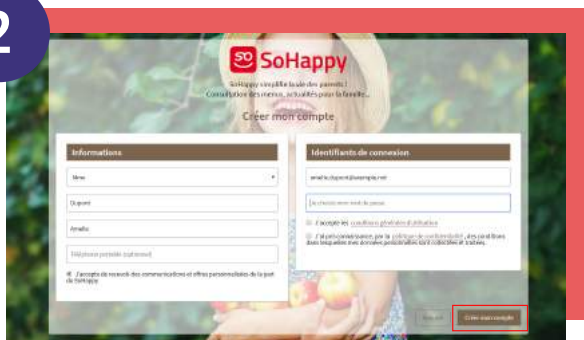 2
SoHappy
SoHappy simplifie la vie des parents !
Consultation des menus, actualités pour la famille...
Créer mon compte
Informations
Mme
Dupont
Amélie
Téléphone portable (optionnel)
J'accepte de recevoir des communications et offres personnalisées de la part
de SoHappy
Identifiants de connexion
amelie.dupont@exemple.net
Je choisis mon mot de passe
J'accepte les conditions générales d'utilisation
J'ai pris connaissance, par la politique de confidentialité, des conditions
dans lesquelles mes données personnelles sont collectées et traitées.
Créer mon compte